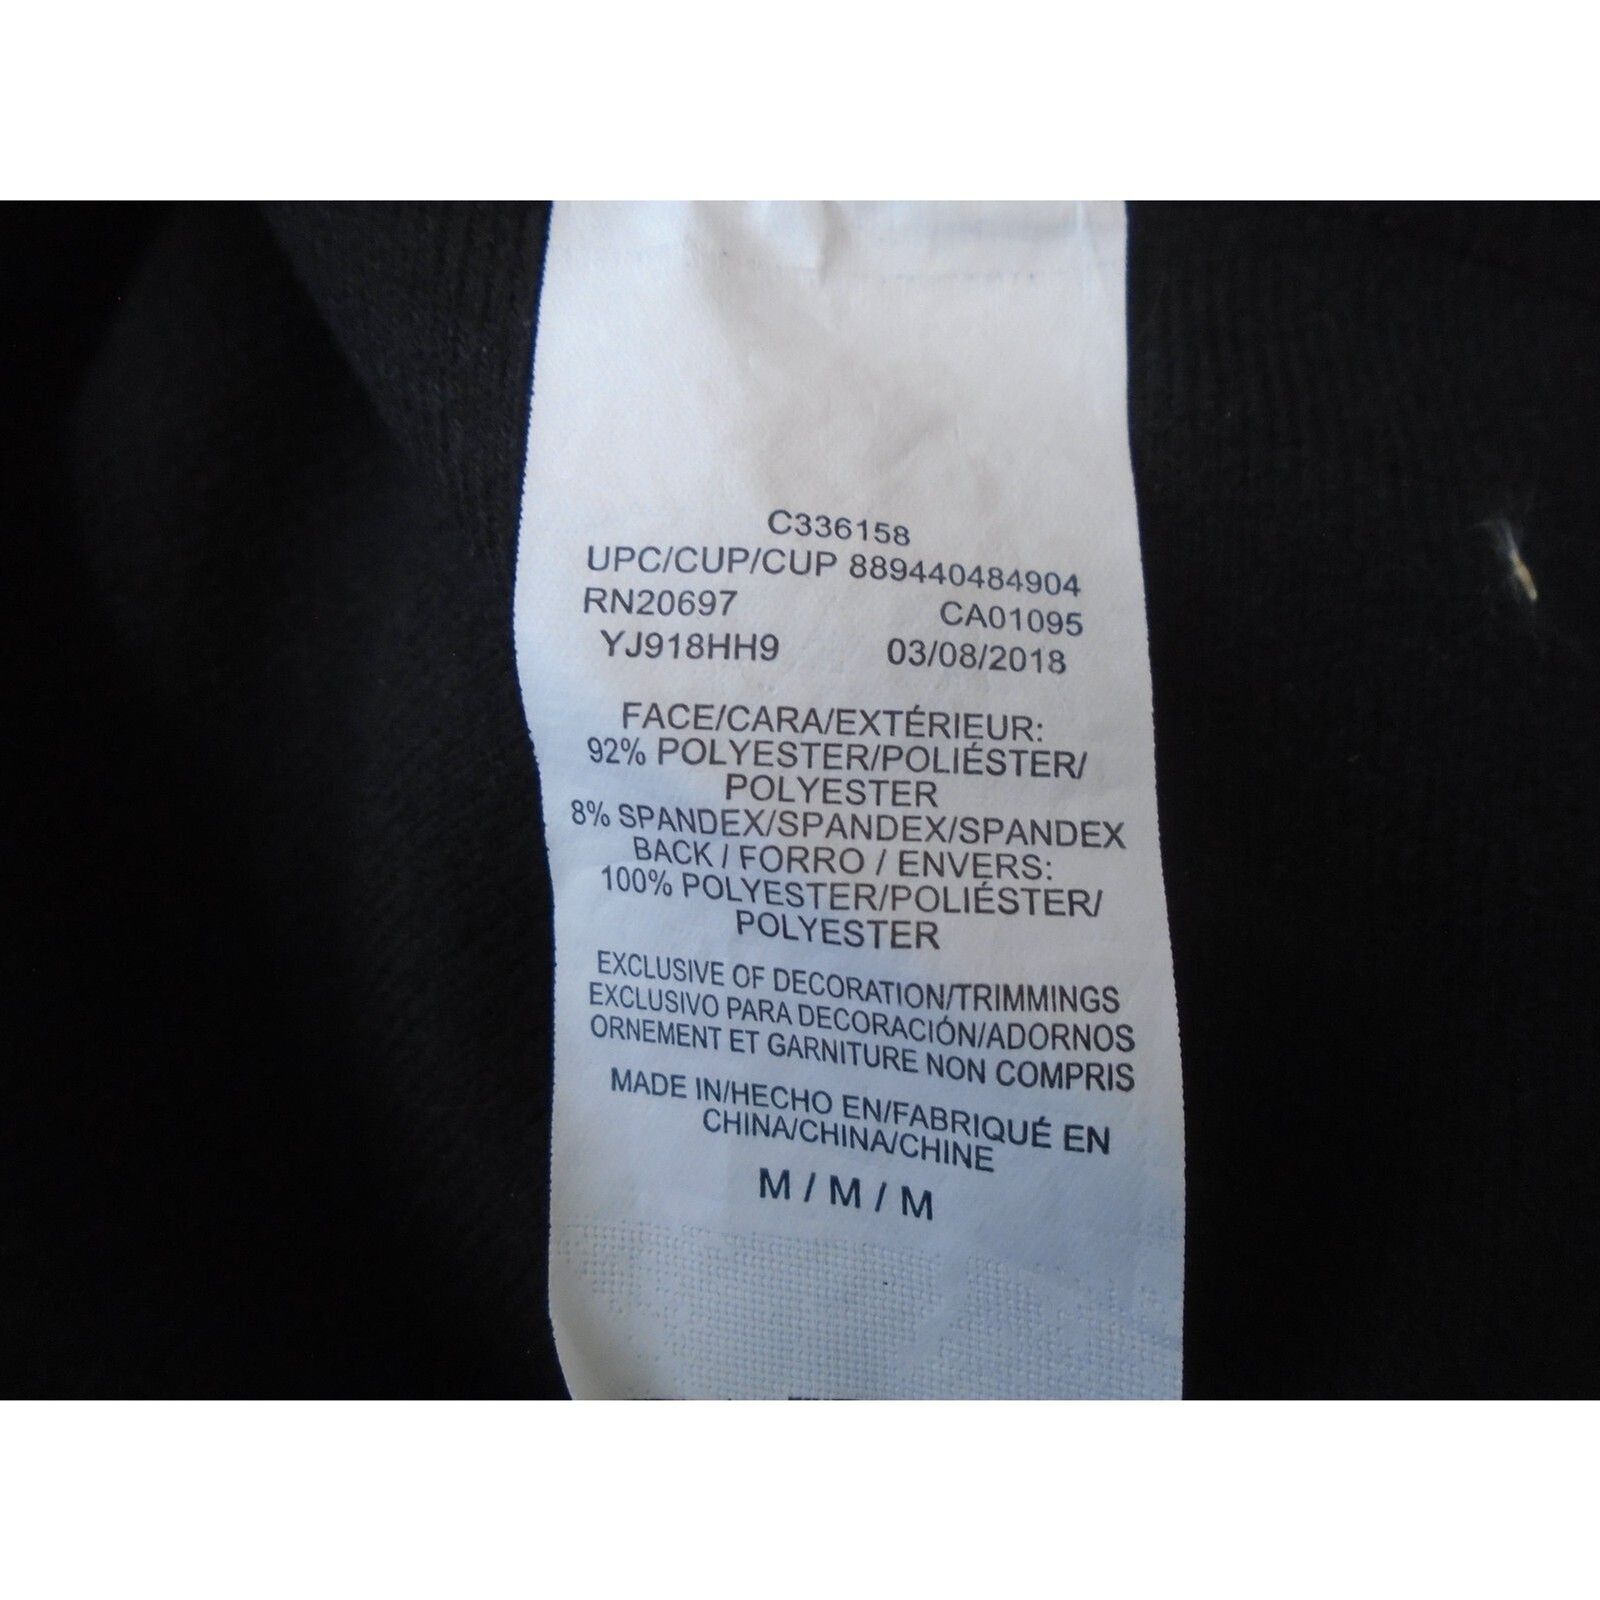 C336158
UPC/CUP/CUP 889440484904
RN20697 CA01095
YJ918HH9 03/08/2018
FACE/CARA/EXTÉRIEUR:
92% POLYESTER/POLIÉSTER/
POLYESTER
8% SPANDEX/SPANDEX/SPANDEX
BACK / FORRO / ENVERS:
100% POLYESTER/POLIÉSTER/
POLYESTER
EXCLUSIVE OF DECORATION/TRIMMINGS
EXCLUSIVO PARA DECORACIÓN/ADORNOS
ORNEMENT ET GARNITURE NON COMPRIS
MADE IN/HECHO EN/FABRIQUÉ EN
CHINA/CHINA/CHINE
M / M / M